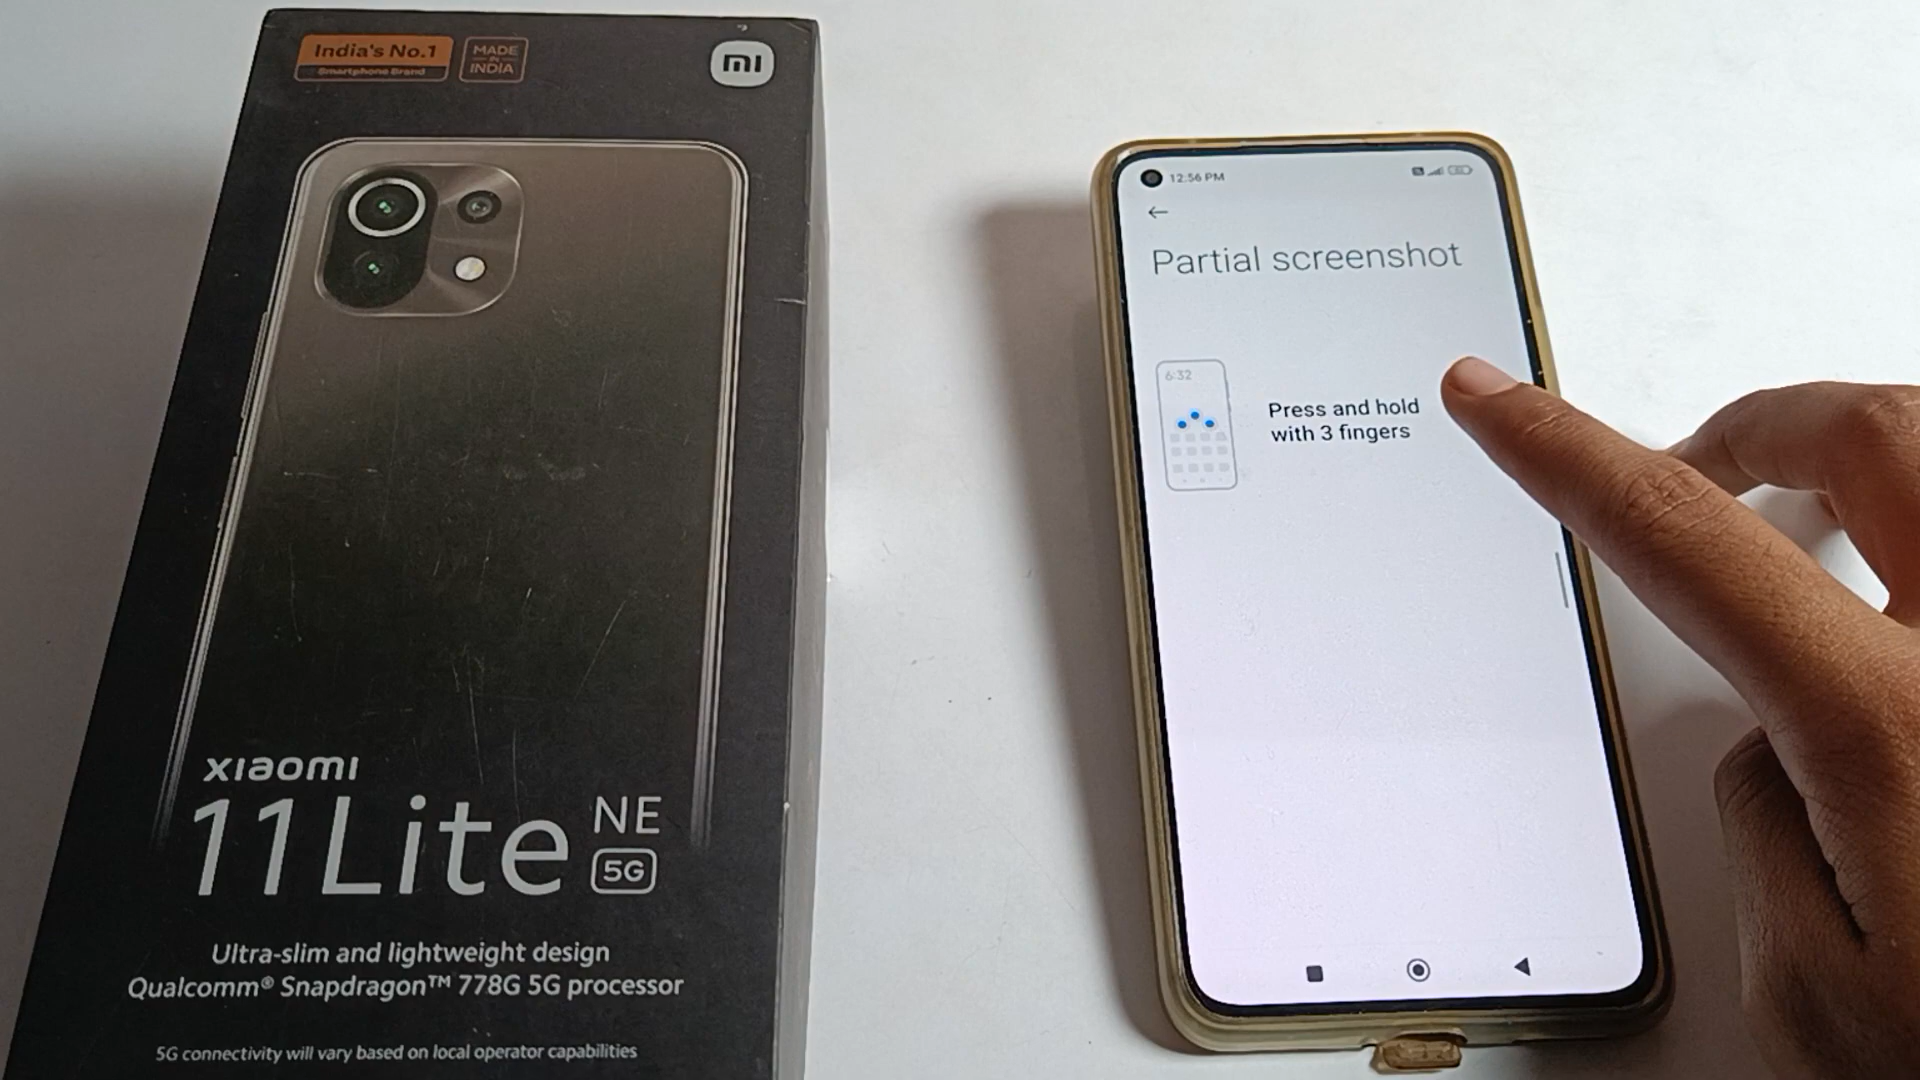 India's No.1
Smartphone Brand
MADE
IN
INDIA
mi
xiaomi
11 Lite NE
5G
Ultra-slim and lightweight design
Qualcomm® Snapdragon™ 778G 5G processor
5G connectivity will vary based on local operator capabilities
12:56 PM
Partial screenshot
6:32
Press and hold
with 3 fingers